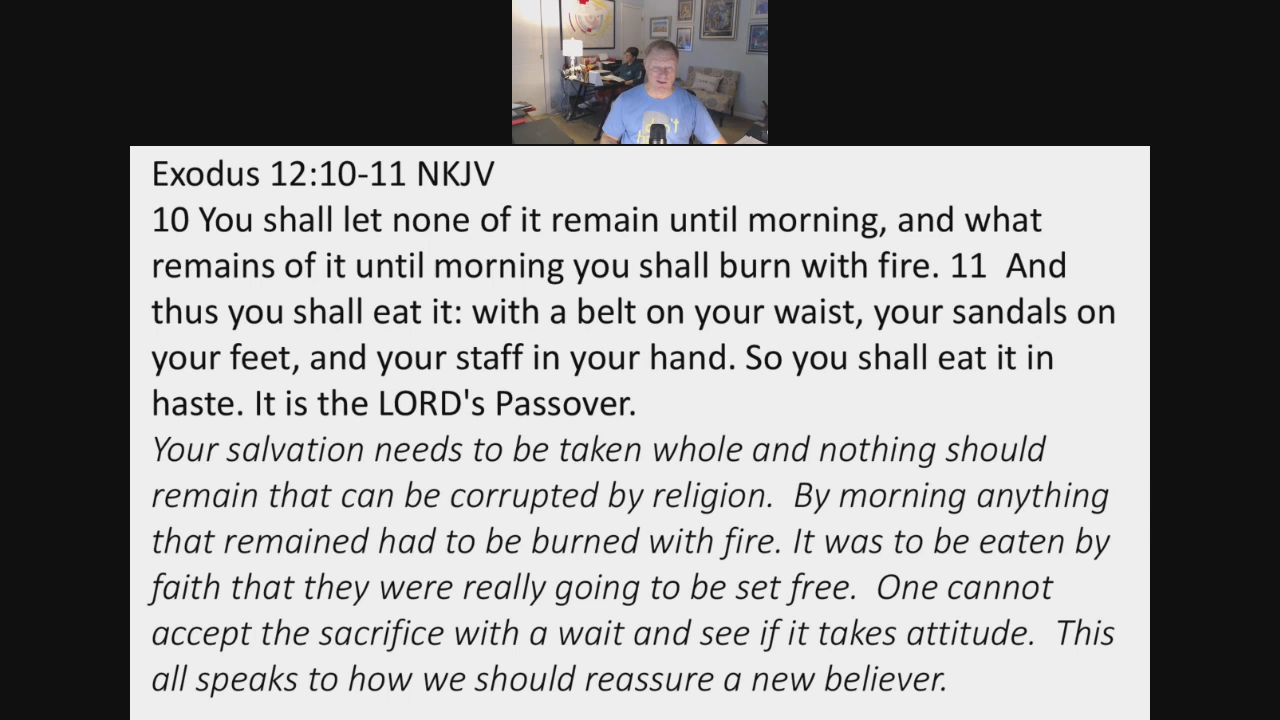 Exodus 12:10-11 NKJV
10 You shall let none of it remain until morning, and what
remains of it until morning you shall burn with fire. 11  And
thus you shall eat it: with a belt on your waist, your sandals on
your feet, and your staff in your hand. So you shall eat it in
haste. It is the LORD's Passover.
Your salvation needs to be taken whole and nothing should
remain that can be corrupted by religion.  By morning anything
that remained had to be burned with fire. It was to be eaten by
faith that they were really going to be set free.  One cannot
accept the sacrifice with a wait and see if it takes attitude.  This
all speaks to how we should reassure a new believer.